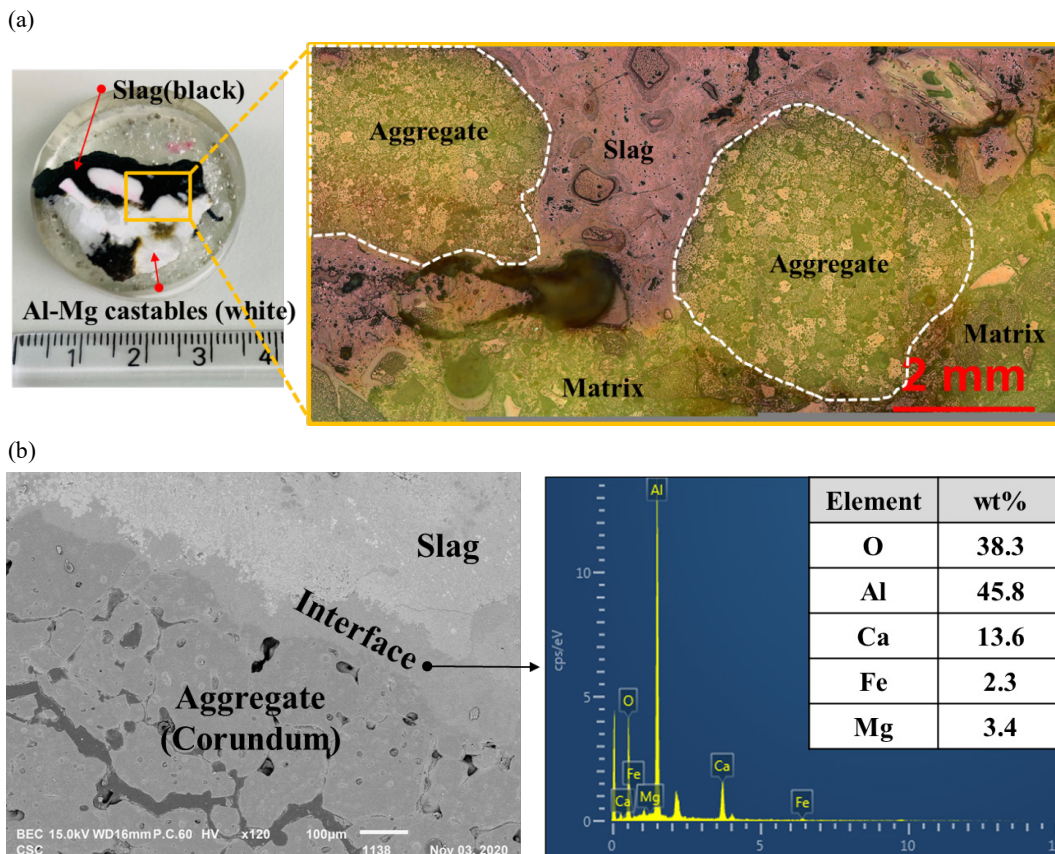 (a)
Slag(black)
Al-Mg castables (white)
1 2 3 4
Aggregate
Slag
Aggregate
Matrix
Matrix
2 mm
(b)
Slag
Interface
Aggregate
(Corundum)
BEC 15.0kV WD16mm P.C.60 HV x120 100μm
CSC 1138 Nov 03, 2020
cps/eV
10
5
0
Al
O
Fe
Ca
Mg
Ca
Fe
0 5 10 1
Element wt%
O 38.3
Al 45.8
Ca 13.6
Fe 2.3
Mg 3.4